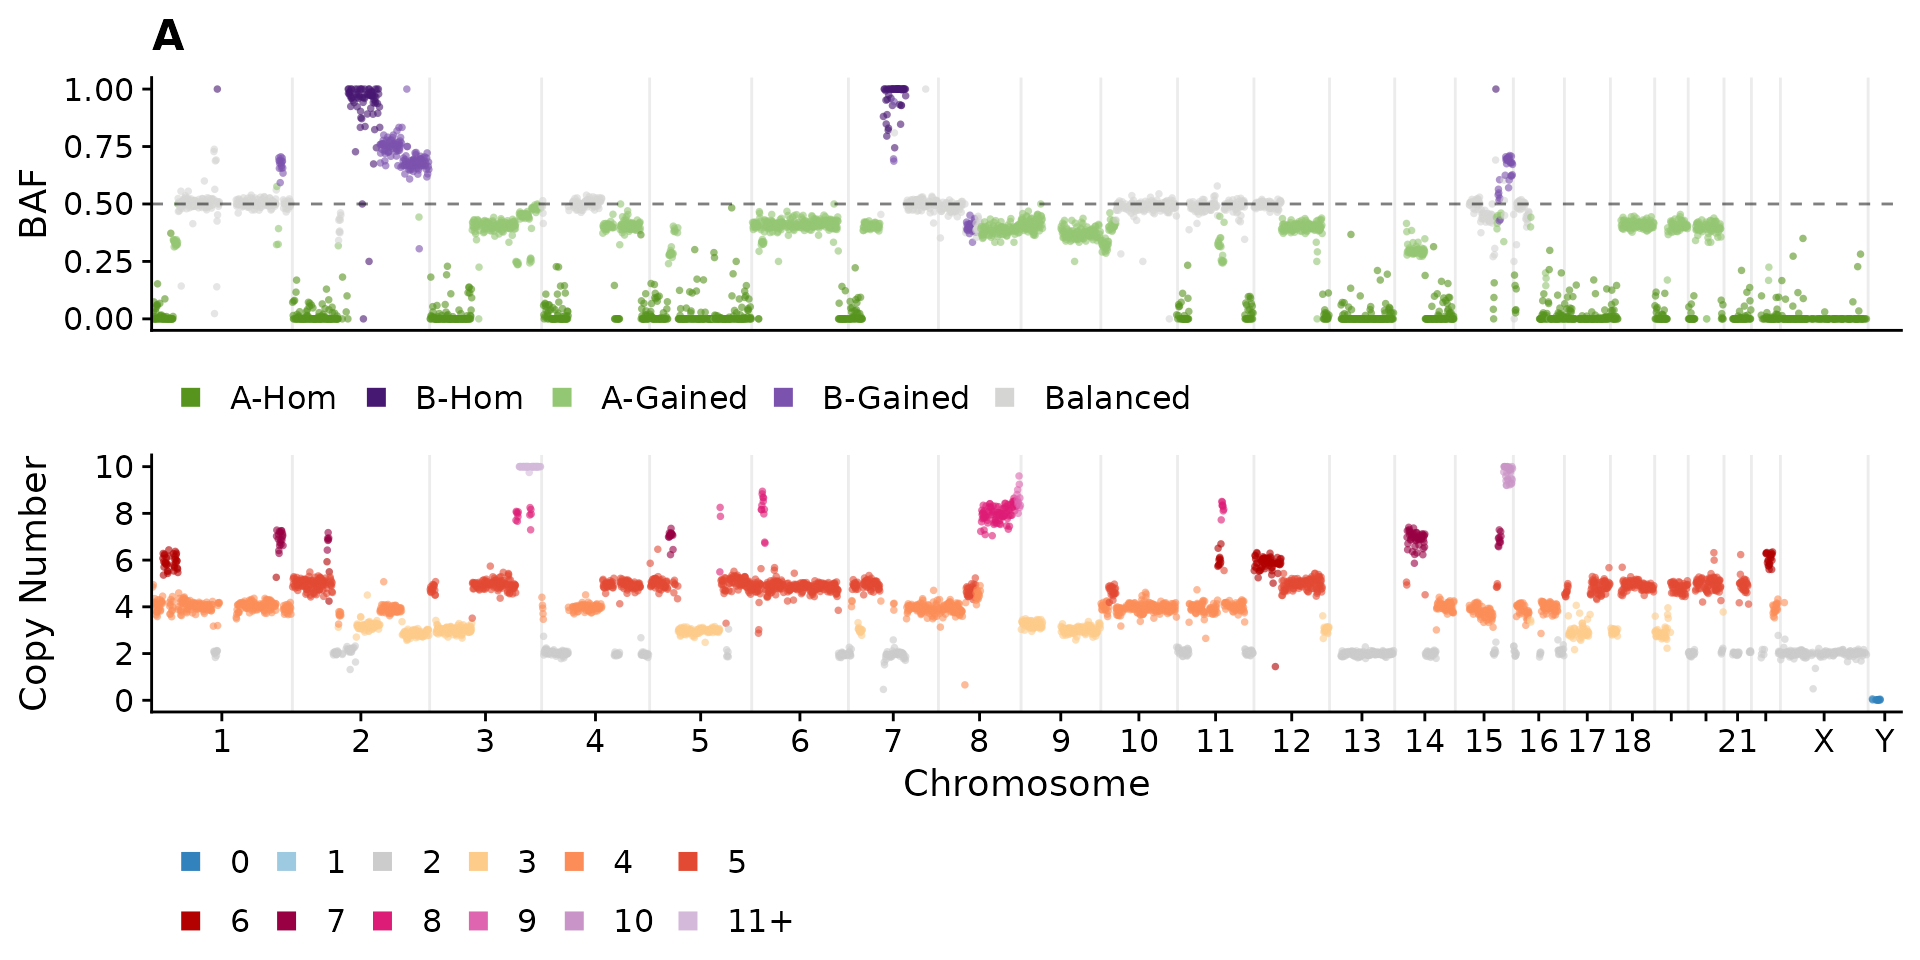 A
BAF
1.00
0.75
0.50
0.25
0.00
A-Hom B-Hom A-Gained B-Gained Balanced
Copy Number
10
8
6
4
2
0
1 2 3 4 5 6 7 8 9 10 11 12 13 14 15 16 17 18 21 X Y
Chromosome
0 1 2 3 4 5
6 7 8 9 10 11+